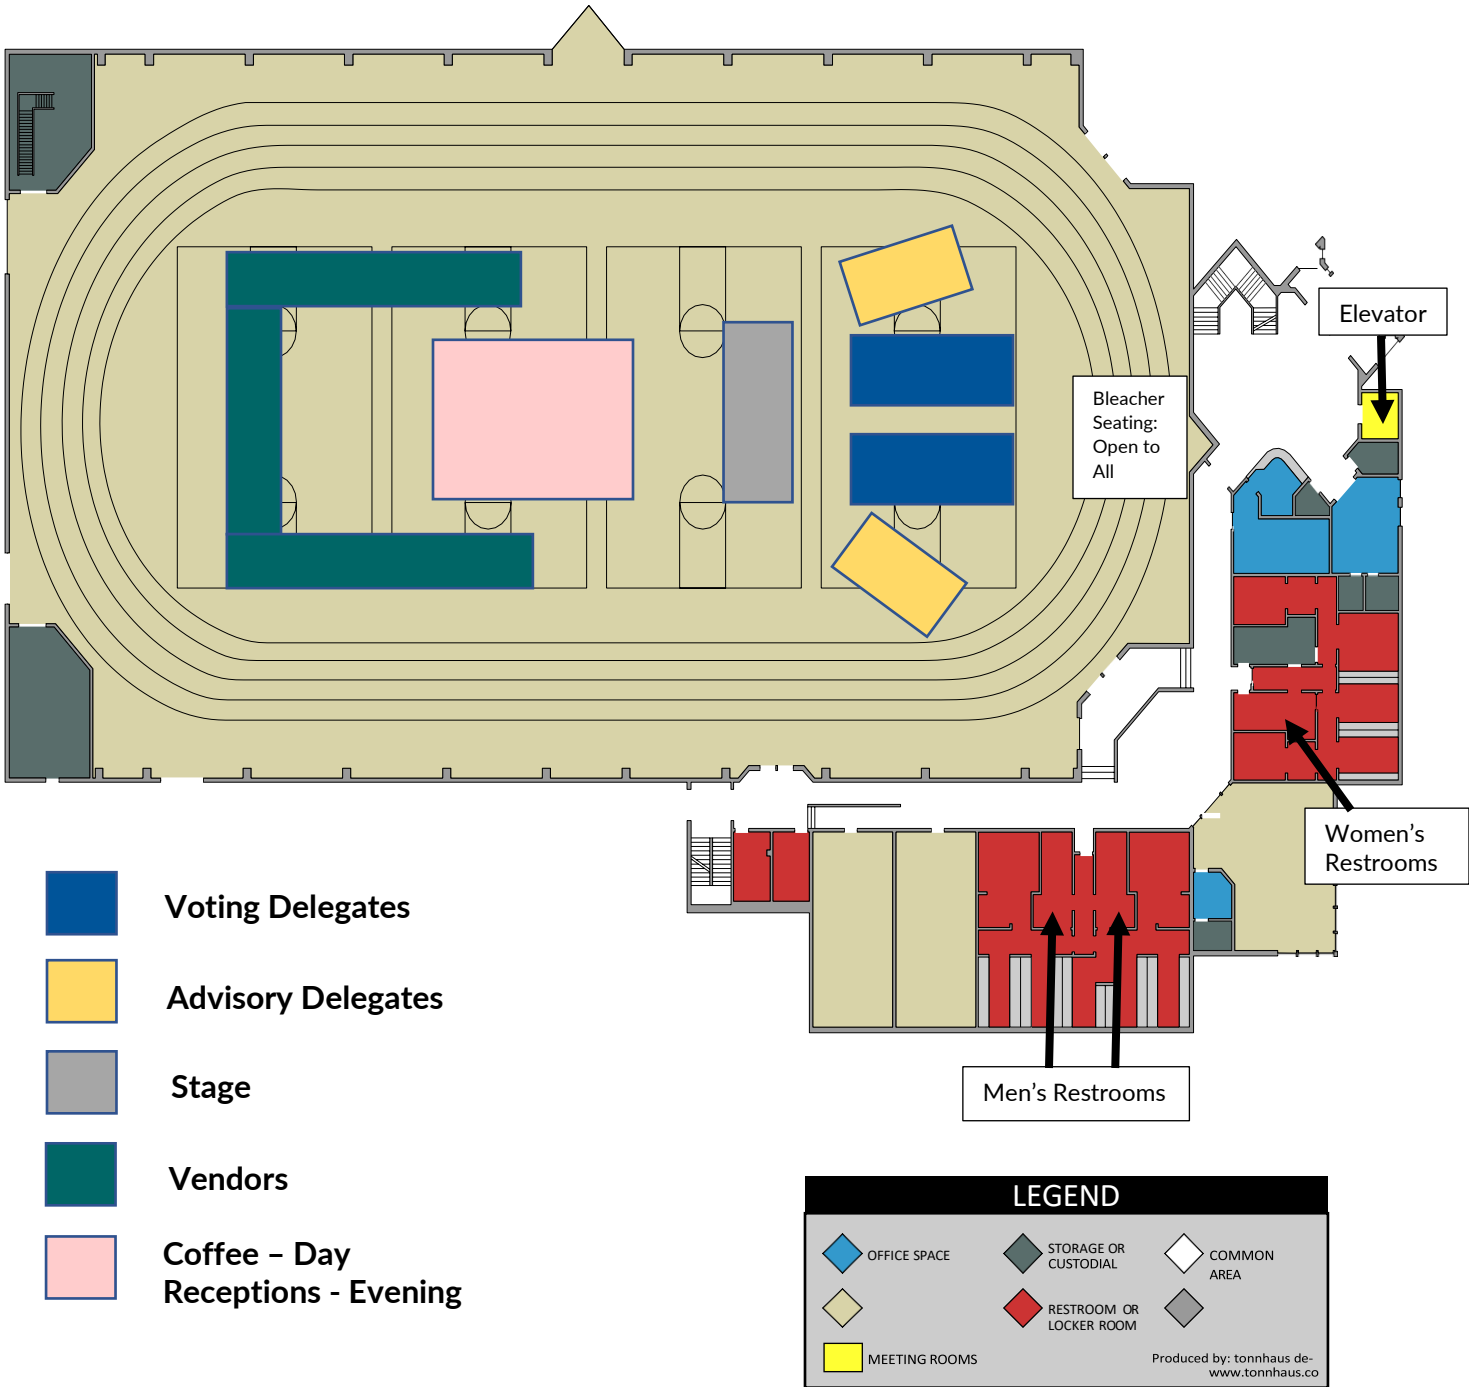 Elevator
Bleacher
Seating:
Open to
All
Women’s
Restrooms
Men’s Restrooms
Voting Delegates
Advisory Delegates
Stage
Vendors
Coffee – Day
Receptions - Evening
LEGEND
OFFICE SPACE
STORAGE OR
CUSTODIAL
COMMON
AREA
RESTROOM OR
LOCKER ROOM
MEETING ROOMS
Produced by: tonnhaus de-
www.tonnhaus.co